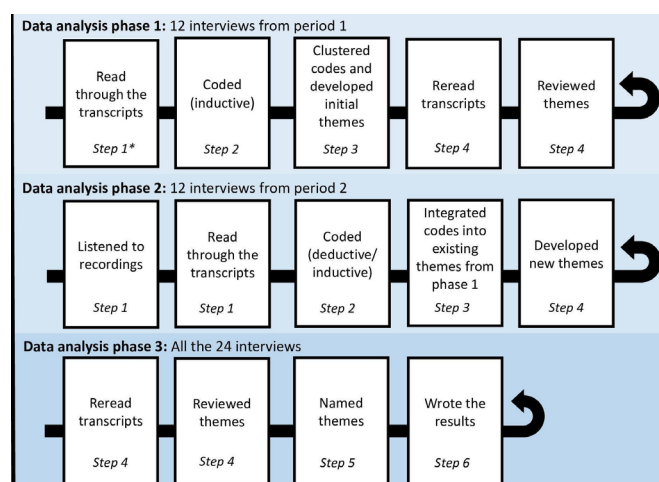 Data analysis phase 1: 12 interviews from period 1
Read
through the
transcripts
Step 1*
Coded
(inductive)
Step 2
Clustered
codes and
developed
initial
themes
Step 3
Reread
transcripts
Step 4
Reviewed
themes
Step 4
Data analysis phase 2: 12 interviews from period 2
Listened to
recordings
Step 1
Read
through the
transcripts
Step 1
Coded
(deductive/
inductive)
Step 2
Integrated
codes into
existing
themes from
phase 1
Step 3
Developed
new themes
Step 4
Data analysis phase 3: All the 24 interviews
Reread
transcripts
Step 4
Reviewed
themes
Step 4
Named
themes
Step 5
Wrote the
results
Step 6